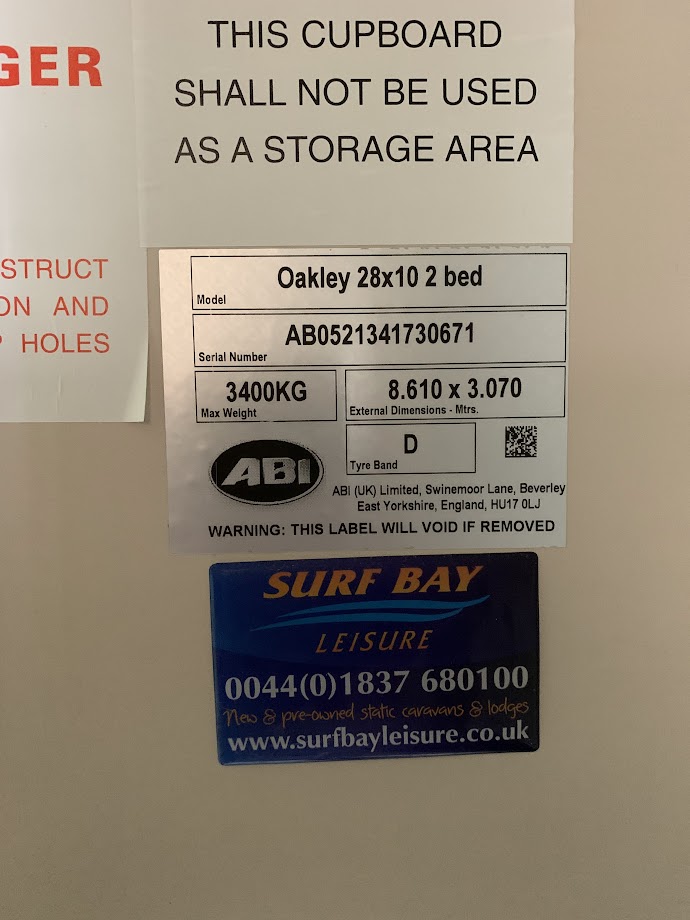 GER
STRUCT
ON AND
HOLES
THIS CUPBOARD
SHALL NOT BE USED
AS A STORAGE AREA
Oakley 28x10 2 bed
Model
AB0521341730671
Serial Number
3400KG
Max Weight
8.610 x 3.070
External Dimensions - Mtrs.
D
Tyre Band
ABI
ABI (UK) Limited, Swinemoor Lane, Beverley
East Yorkshire, England, HU17 0LJ
WARNING: THIS LABEL WILL VOID IF REMOVED
SURF BAY
LEISURE
0044(0)1837 680100
New & pre-owned static caravans & lodges
www.surfbayleisure.co.uk